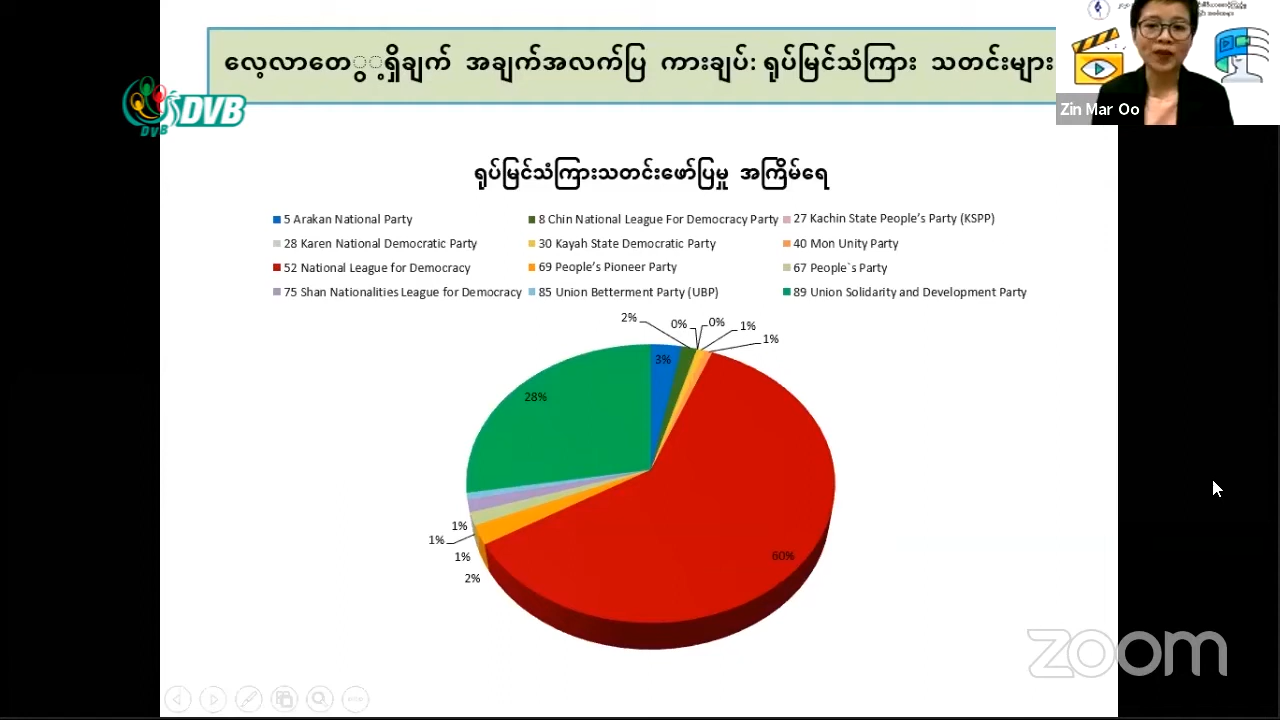 လေ့လာတေွ့ရှိချက် အချက်အလက်ပြ ကားချပ်: ရုပ်မြင်သံကြား သတင်းများ
DVB
DVB
Zin Mar Oo
ရုပ်မြင်သံကြားသတင်းဖော်ပြမှု အကြိမ်ရေ
5 Arakan National Party
8 Chin National League For Democracy Party
27 Kachin State People’s Party (KSPP)
28 Karen National Democratic Party
30 Kayah State Democratic Party
40 Mon Unity Party
52 National League for Democracy
69 People’s Pioneer Party
67 People`s Party
75 Shan Nationalities League for Democracy
85 Union Betterment Party (UBP)
89 Union Solidarity and Development Party
2%
0%
0%
1%
1%
3%
28%
1%
1%
1%
2%
60%
zoom